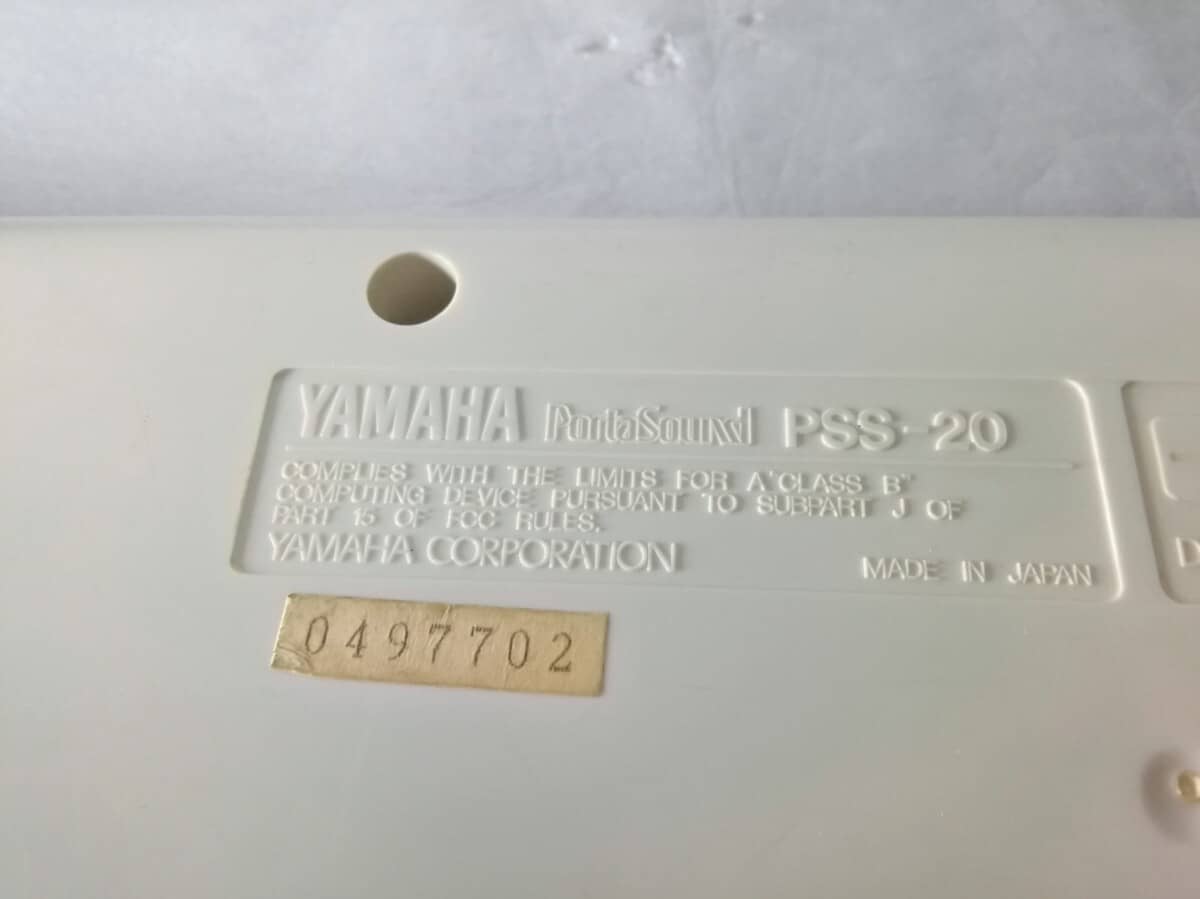 YAMAHA PortaSound PSS-20
COMPLIES WITH THE LIMITS FOR A "CLASS B"
COMPUTING DEVICE PURSUANT TO SUBPART J OF
PART 15 OF FCC RULES.
YAMAHA CORPORATION MADE IN JAPAN
0497702